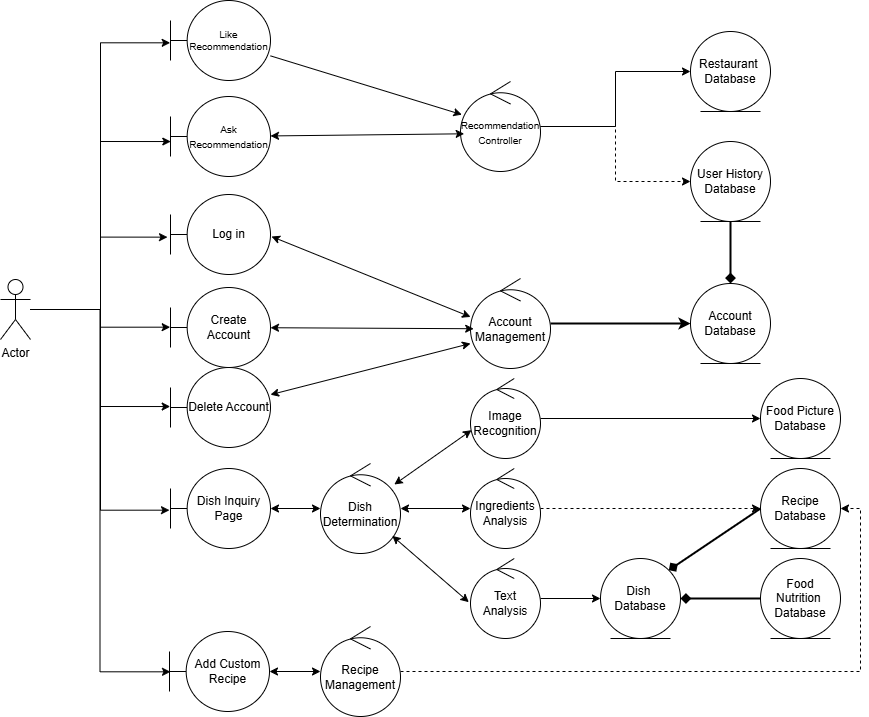 Like
Recommendation
Restaurant
Database
Ask
Recommendation
Recommendation
Controller
User History
Database
Log in
Create
Account
Account
Management
Account
Database
Actor
Delete Account
Image
Recognition
Food Picture
Database
Dish Inquiry
Page
Dish
Determination
Ingredients
Analysis
Recipe
Database
Text
Analysis
Dish
Database
Food
Nutrition
Database
Add Custom
Recipe
Recipe
Management